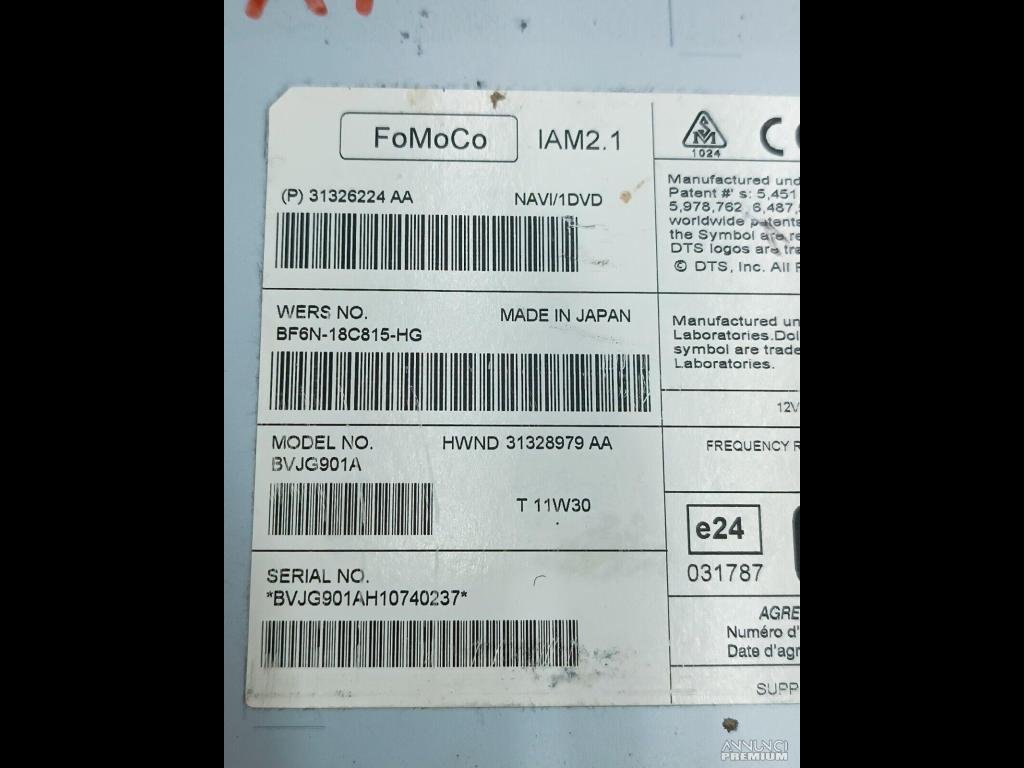 FoMoCo IAM2.1
(P) 31326224 AA NAVI/1DVD
WERS NO. MADE IN JAPAN
BF6N-18C815-HG
MODEL NO. HWND 31328979 AA
BVJG901A
T 11W30
SERIAL NO.
*BVJG901AH10740237*
1024
Manufactured und
Patent #' s: 5,451
5,978,762 6,487,
worldwide patents
the Symbol are re
DTS logos are tra
© DTS, Inc. All R
Manufactured un
Laboratories.Dol
symbol are trade
Laboratories.
12V
FREQUENCY R
e24
031787
AGRE
Numéro d'
Date d'agr
SUPP
ANNUNCI
PREMIUM